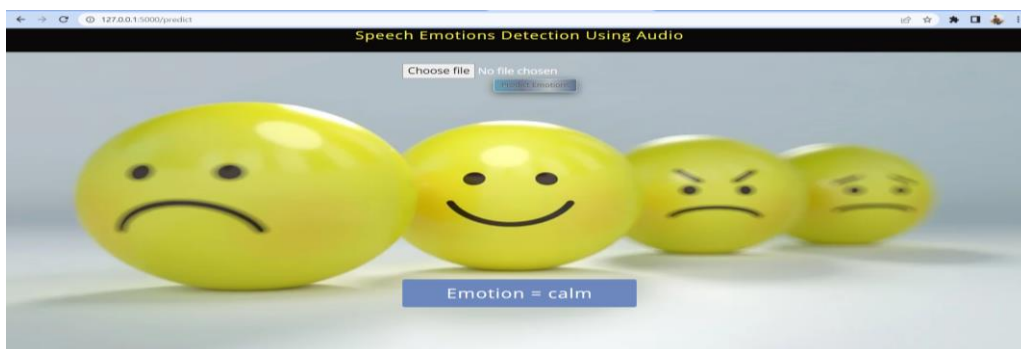 127.0.0.1:5000/predict
Speech Emotions Detection Using Audio
Choose file No file chosen
Predict Emotions
Emotion = calm